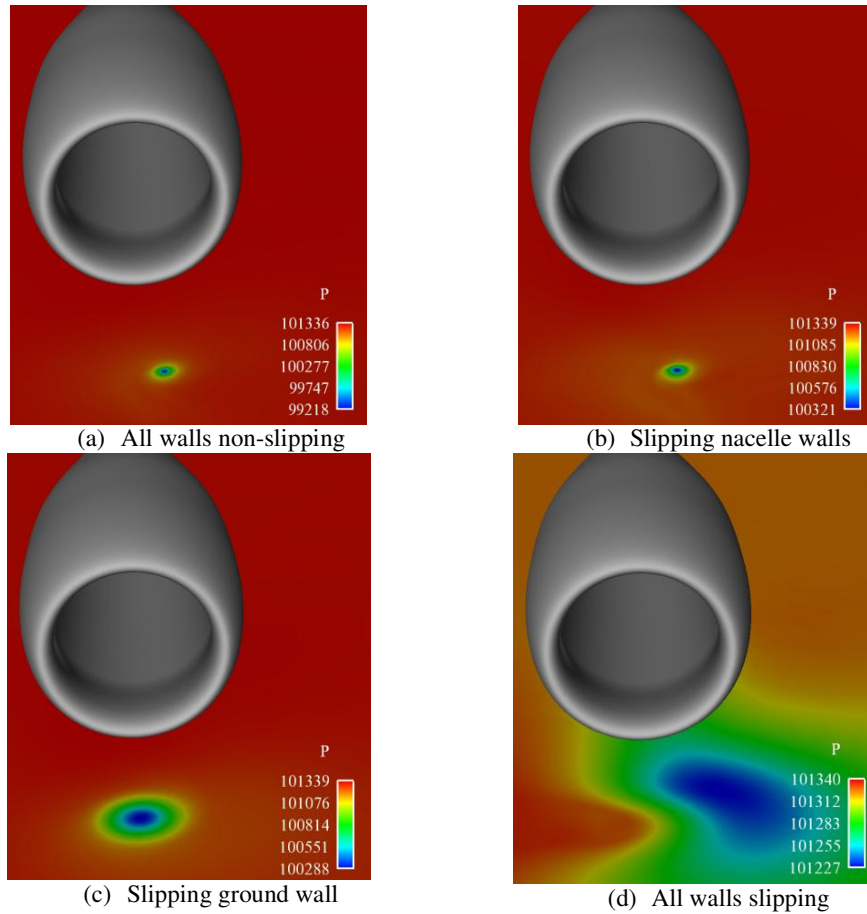 P
101336
100806
100277
99747
99218
(a) All walls non-slipping
P
101339
101085
100830
100576
100321
(b) Slipping nacelle walls
P
101339
101076
100814
100551
100288
(c) Slipping ground wall
P
101340
101312
101283
101255
101227
(d) All walls slipping